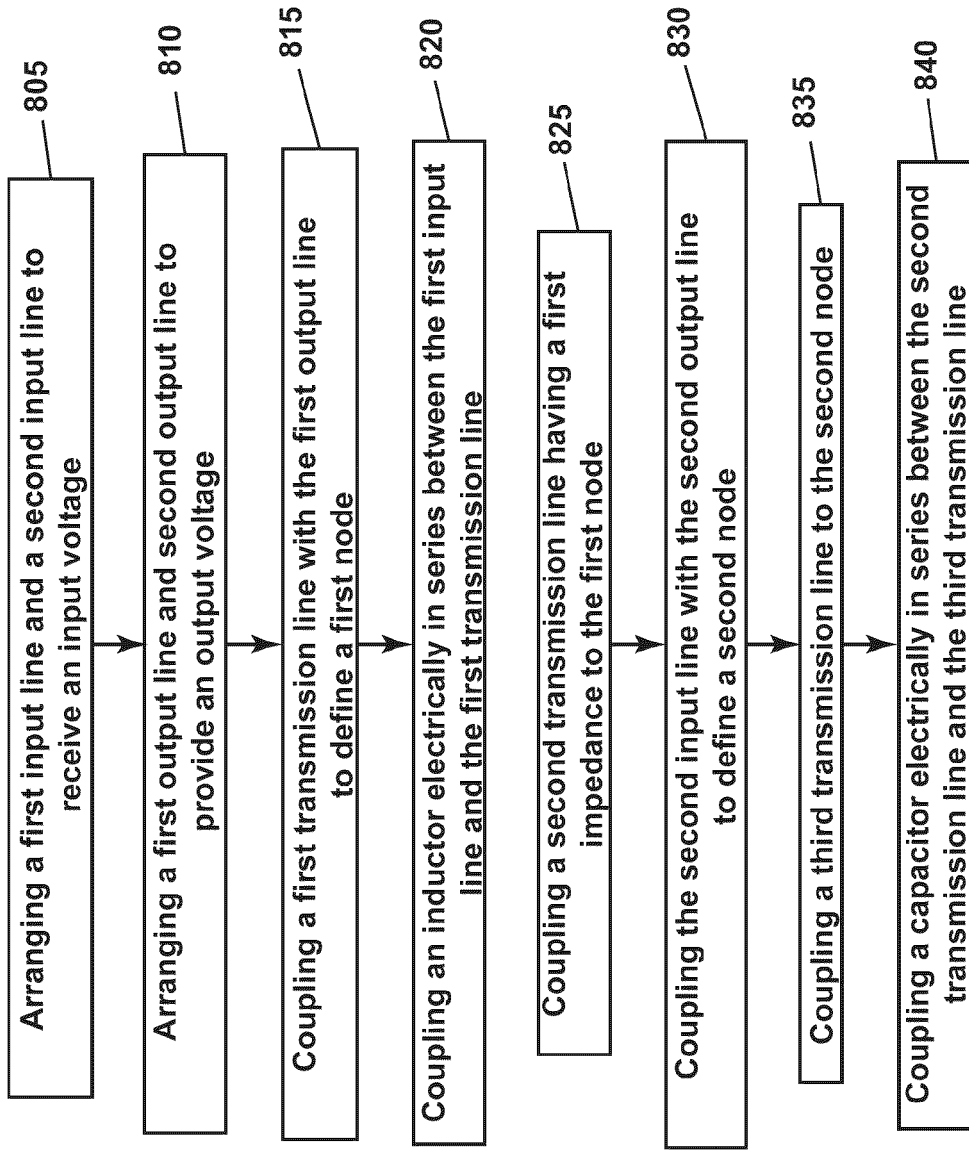 Arranging a first input line and a second input line to
receive an input voltage
805
Arranging a first output line and second output line to
provide an output voltage
810
Coupling a first transmission line with the first output line
to define a first node
815
Coupling an inductor electrically in series between the first input
line and the first transmission line
820
Coupling a second transmission line having a first
impedance to the first node
825
Coupling the second input line with the second output line
to define a second node
830
Coupling a third transmission line to the second node
835
Coupling a capacitor electrically in series between the second
transmission line and the third transmission line
840